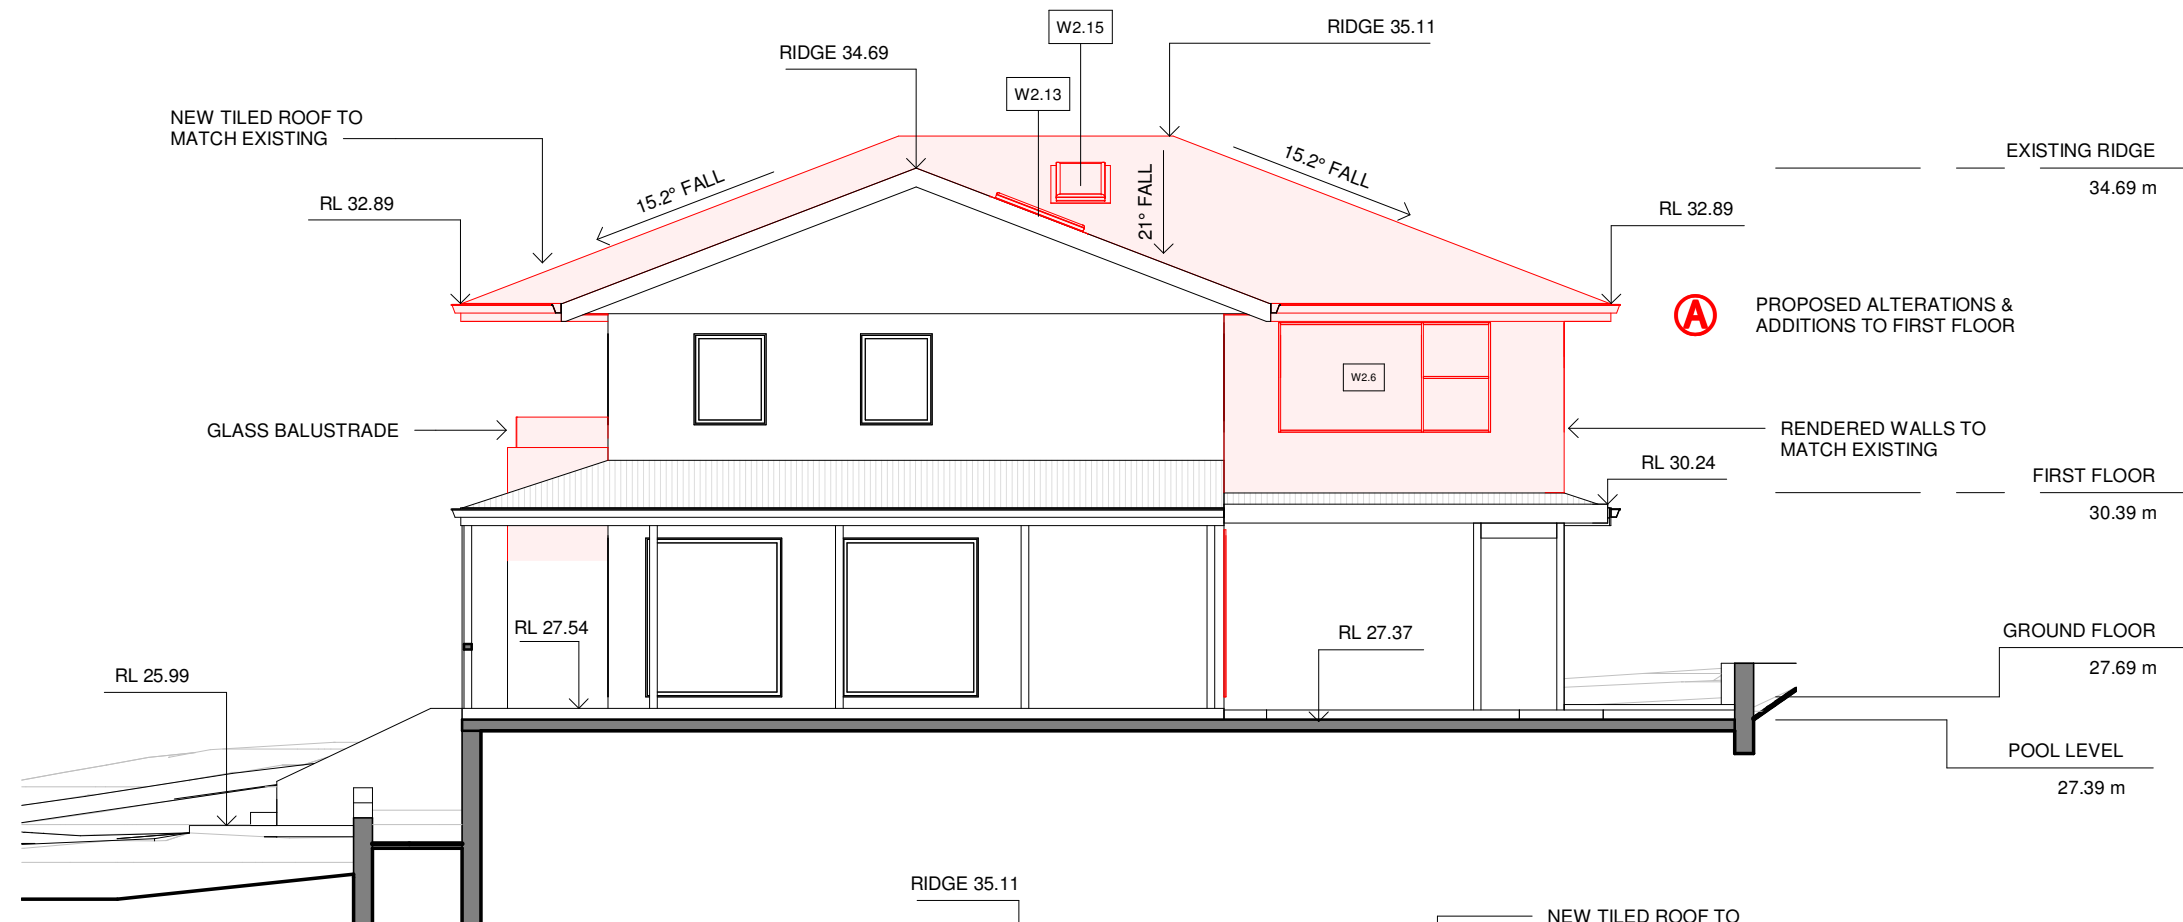 W2.15
RIDGE 35.11
RIDGE 34.69
W2.13
NEW TILED ROOF TO
MATCH EXISTING
15.2° FALL
15.2° FALL
21° FALL
EXISTING RIDGE
34.69 m
RL 32.89
RL 32.89
A
PROPOSED ALTERATIONS &
ADDITIONS TO FIRST FLOOR
W2.6
GLASS BALUSTRADE
RENDERED WALLS TO
MATCH EXISTING
RL 30.24
FIRST FLOOR
30.39 m
RL 27.54
RL 27.37
GROUND FLOOR
27.69 m
RL 25.99
POOL LEVEL
27.39 m
RIDGE 35.11
NEW TILED ROOF TO